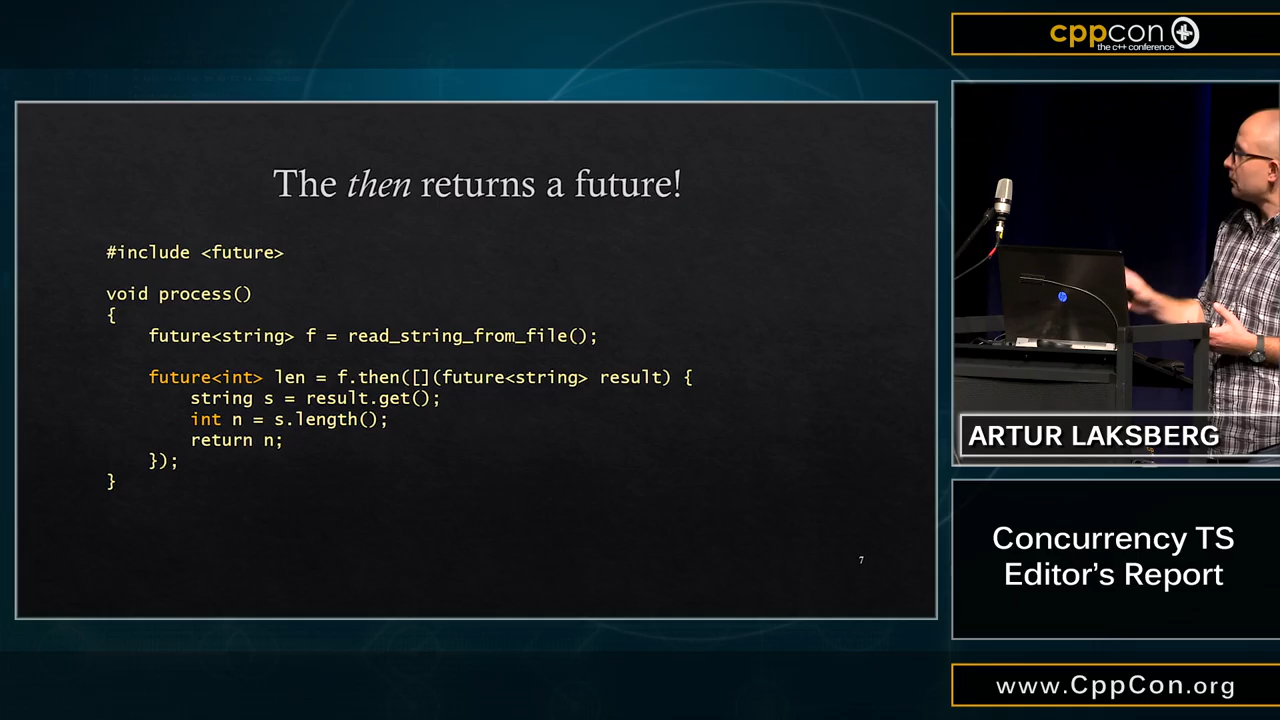 cppcon
the c++ conference
The then returns a future!
#include <future>
void process()
{
    future<string> f = read_string_from_file();
    future<int> len = f.then([](future<string> result) {
        string s = result.get();
        int n = s.length();
        return n;
    });
}
7
hp
ARTUR LAKSBERG
Concurrency TS
Editor's Report
www.CppCon.org